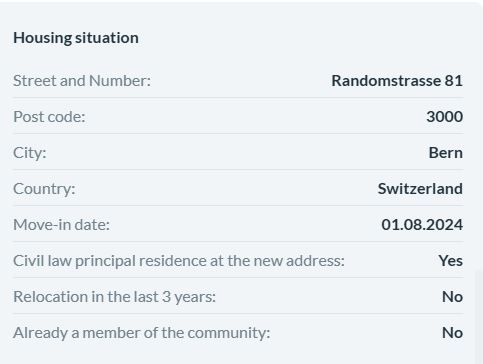 Housing situation
Street and Number: Randomstrasse 81
Post code: 3000
City: Bern
Country: Switzerland
Move-in date: 01.08.2024
Civil law principal residence at the new address: Yes
Relocation in the last 3 years: No
Already a member of the community: No